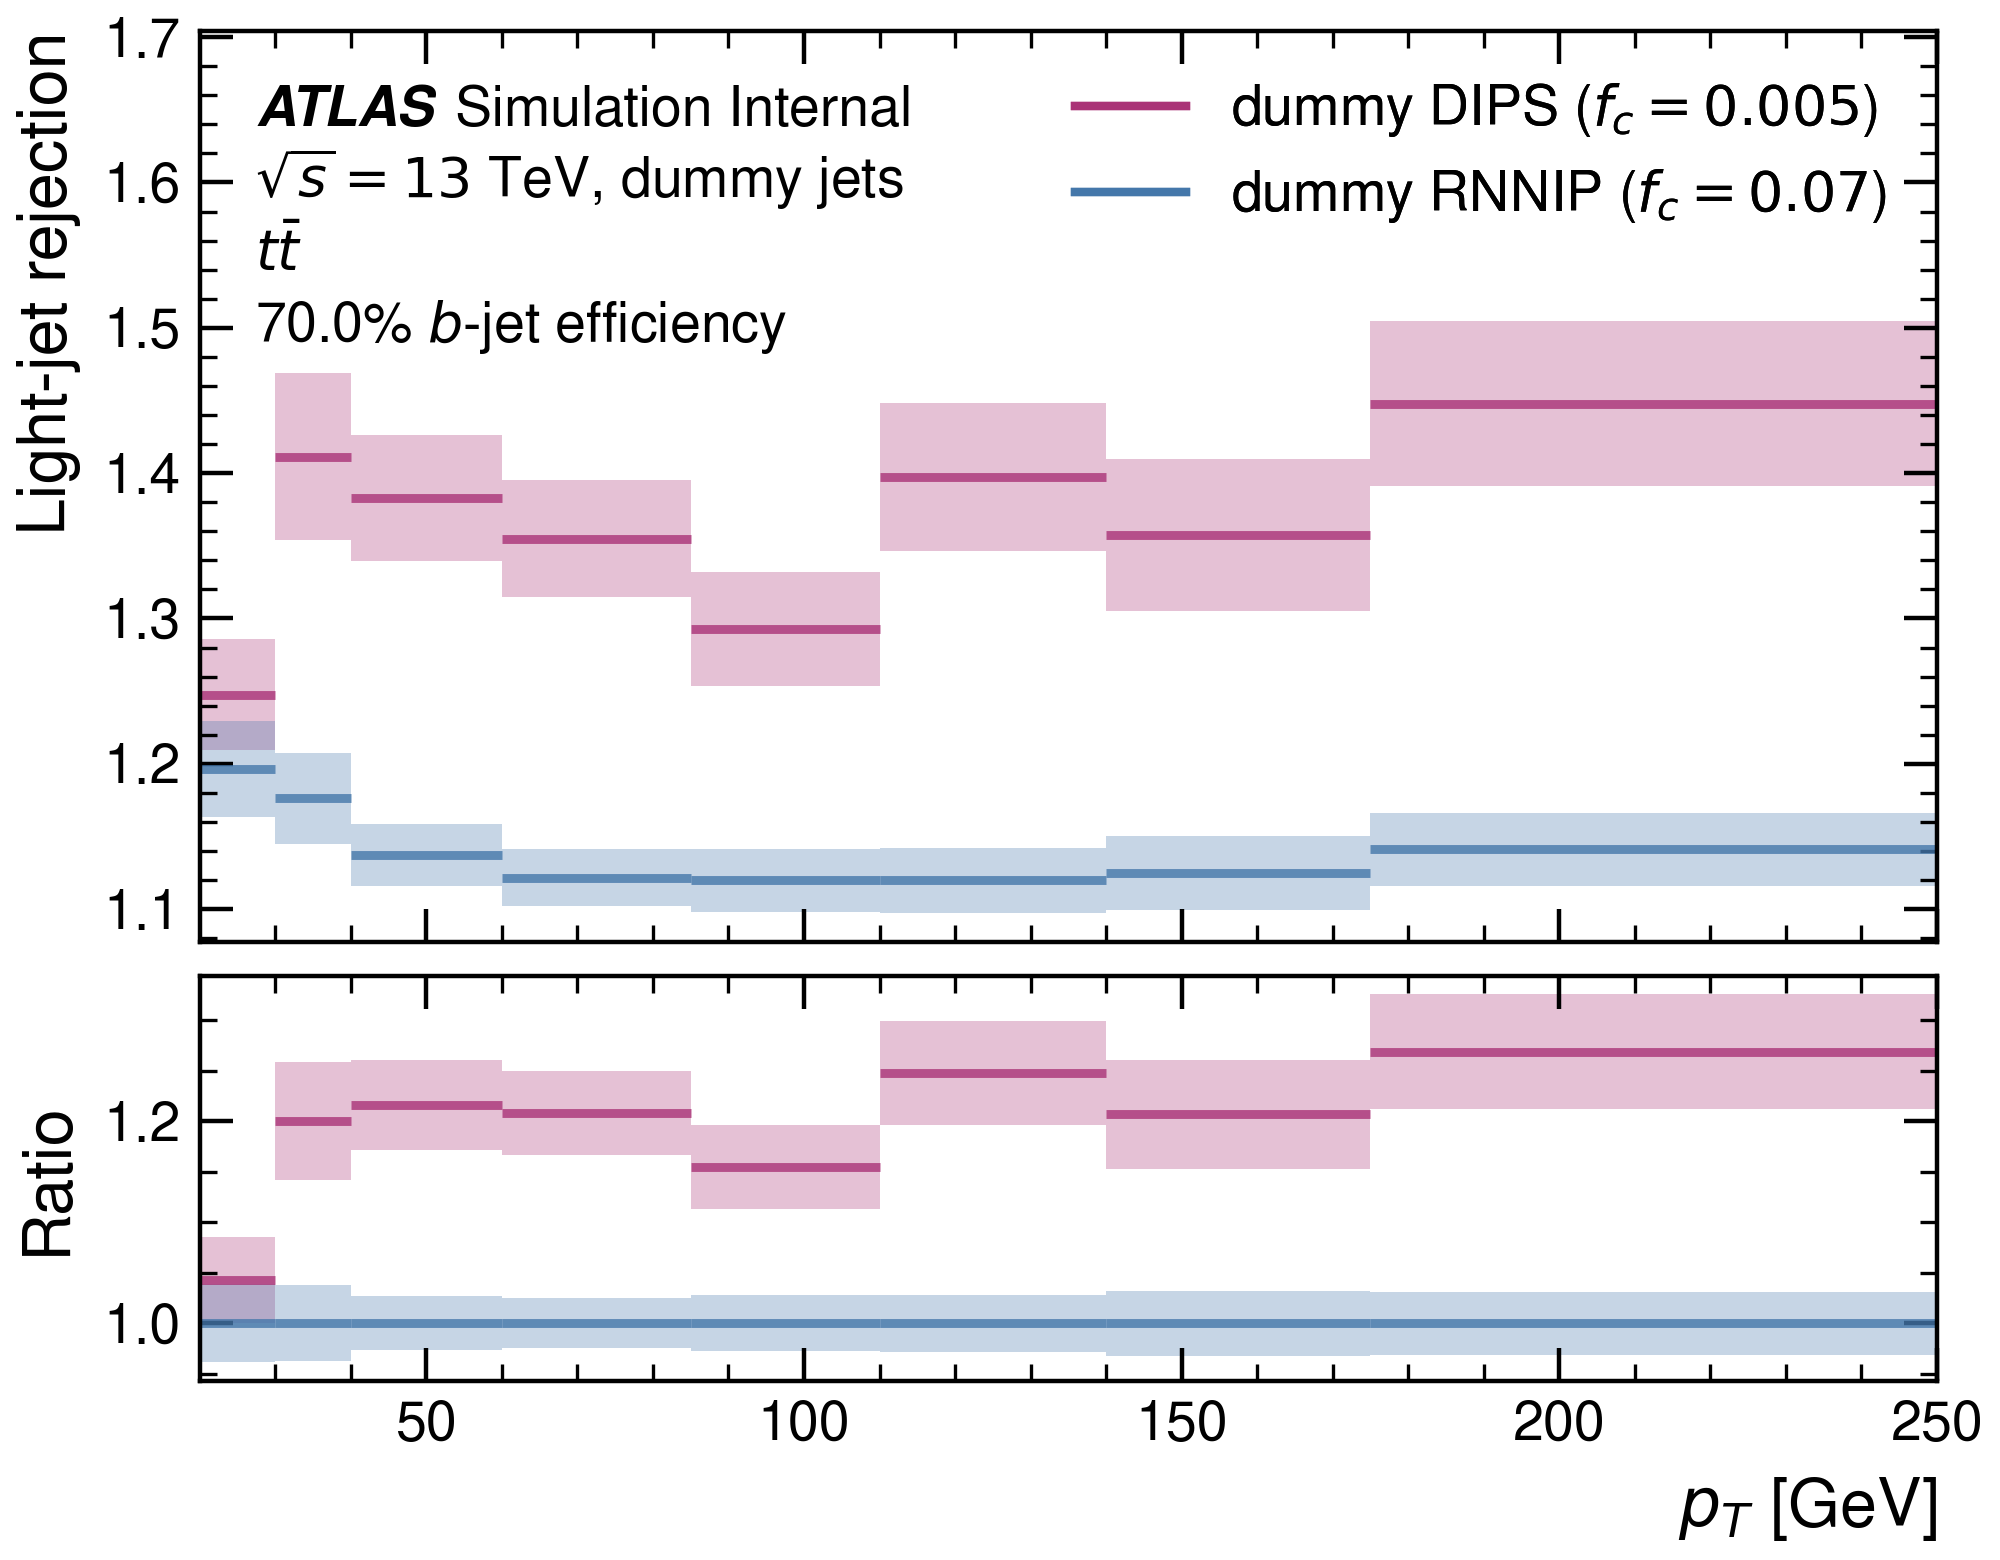 Light-jet rejection
1.7
1.6
1.5
1.4
1.3
1.2
1.1
ATLAS Simulation Internal
√s = 13 TeV, dummy jets
tt̄
70.0% b-jet efficiency
dummy DIPS (f_c = 0.005)
dummy RNNIP (f_c = 0.07)
Ratio
1.2
1.0
50 100 150 200 250
p_T [GeV]